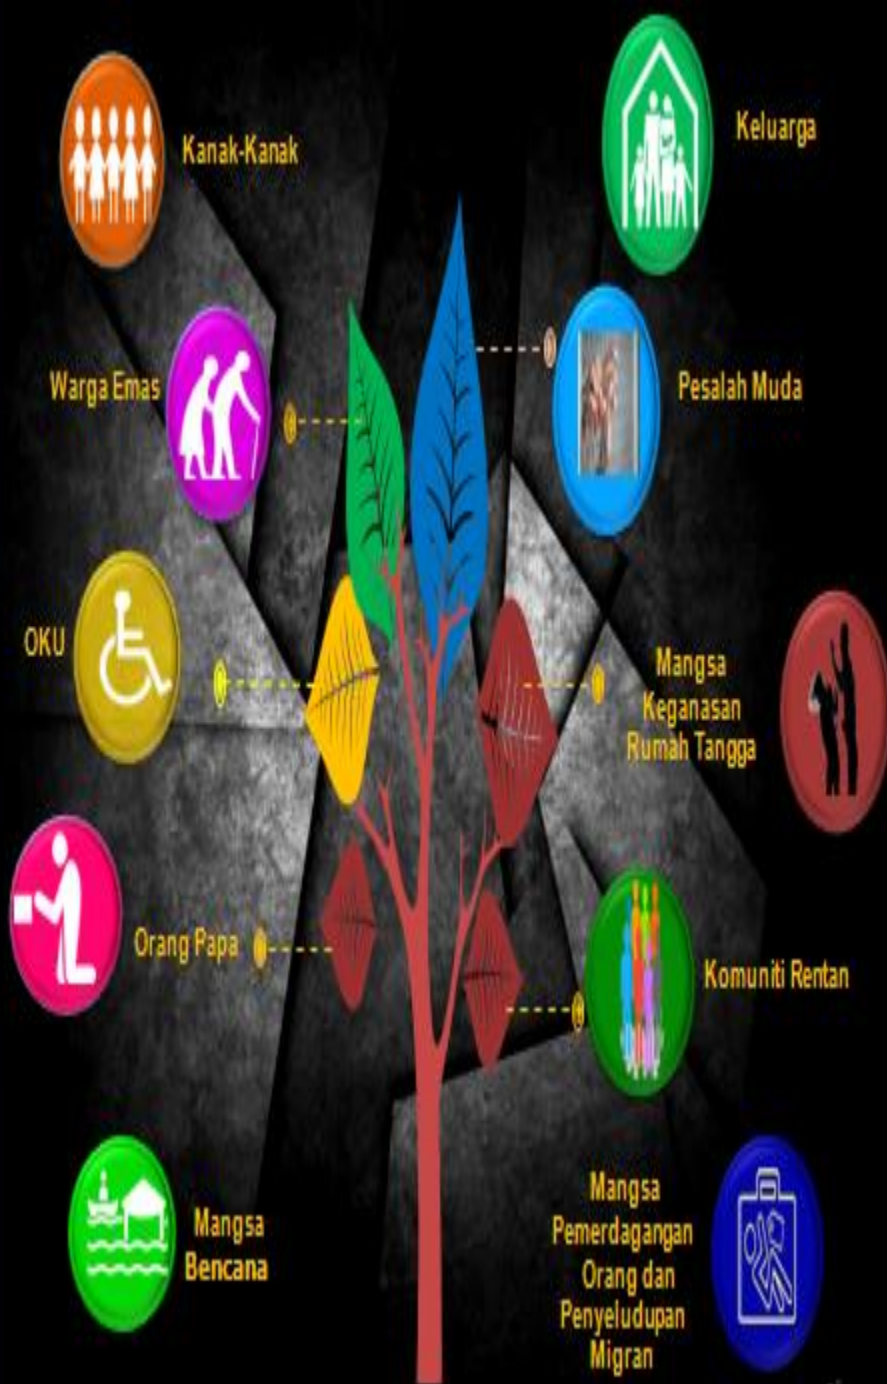 Kanak-Kanak
Keluarga
Warga Emas
Pesalah Muda
OKU
Mangsa
Keganasan
Rumah Tangga
Orang Papa
Komuniti Rentan
Mangsa
Bencana
Mangsa
Pemerdagangan
Orang dan
Penyeludupan
Migran